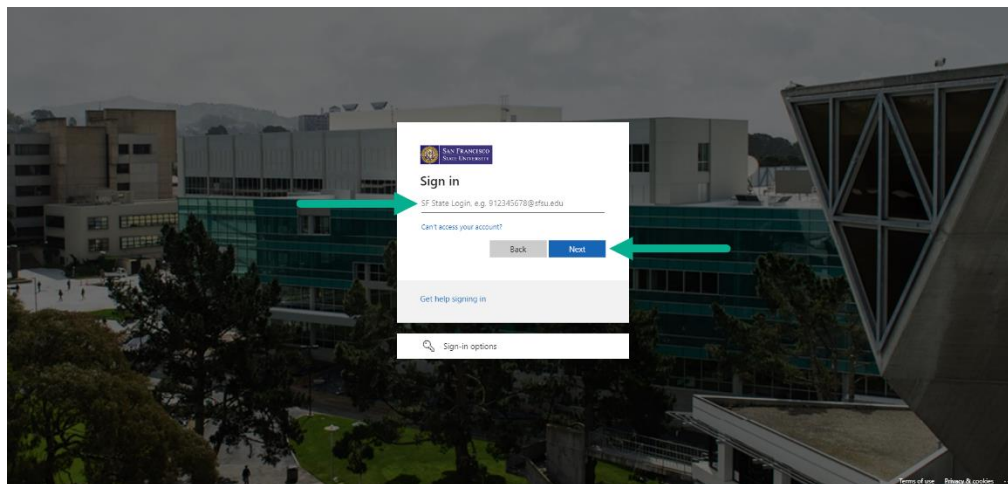 SAN FRANCISCO
STATE UNIVERSITY
Sign in
SF State Login, e.g. 912345678@sfsu.edu
Can't access your account?
Back Next
Get help signing in
Sign-in options
Terms of use Privacy & cookies